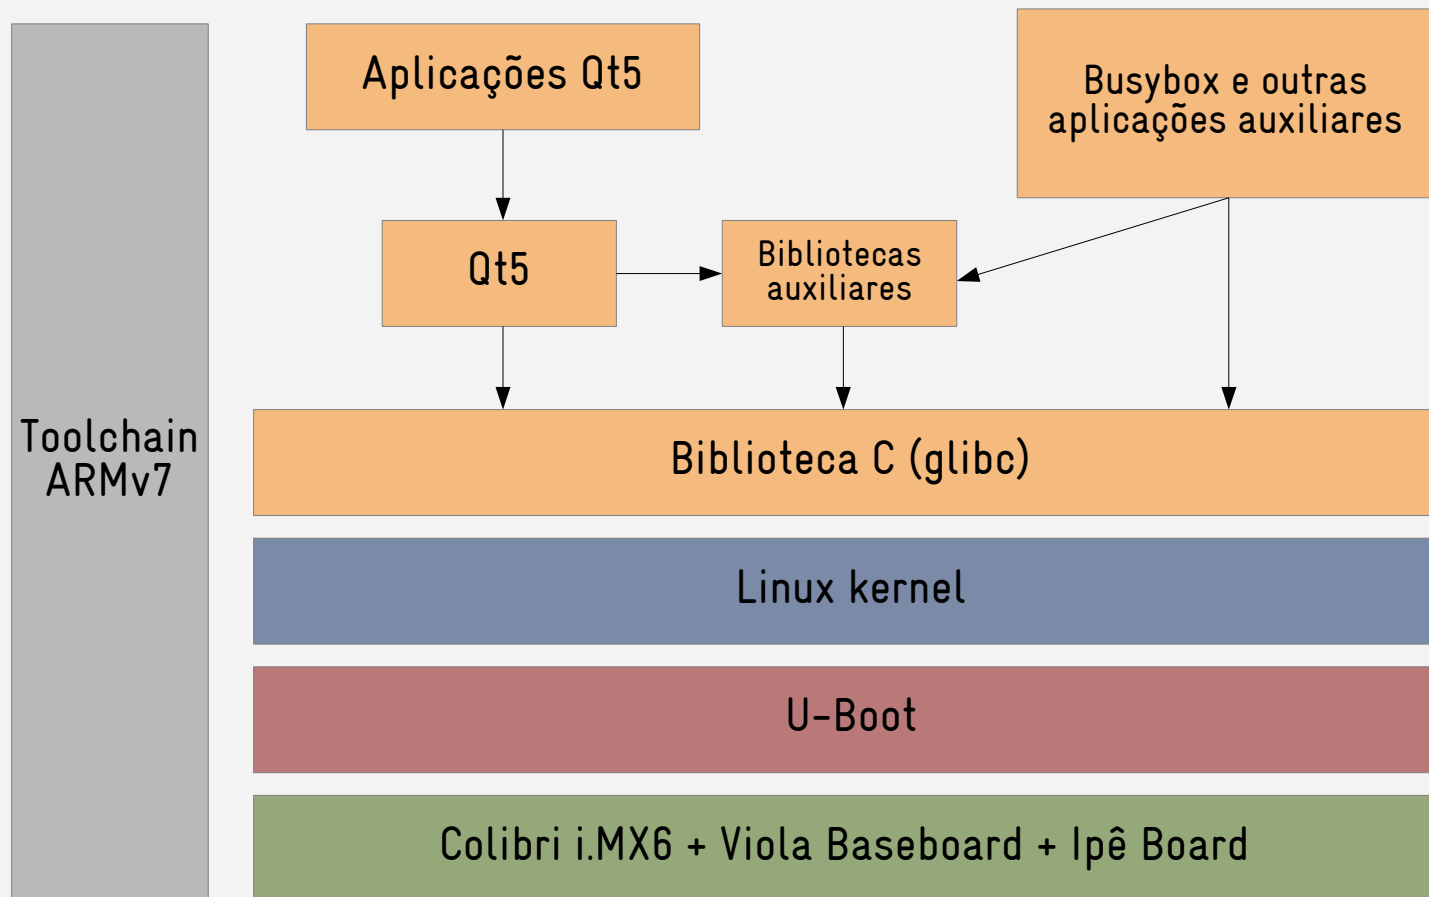 Aplicações Qt5
Busybox e outras
aplicações auxiliares
Qt5
Bibliotecas
auxiliares
Toolchain
ARMv7
Biblioteca C (glibc)
Linux kernel
U-Boot
Colibri i.MX6 + Viola Baseboard + Ipê Board